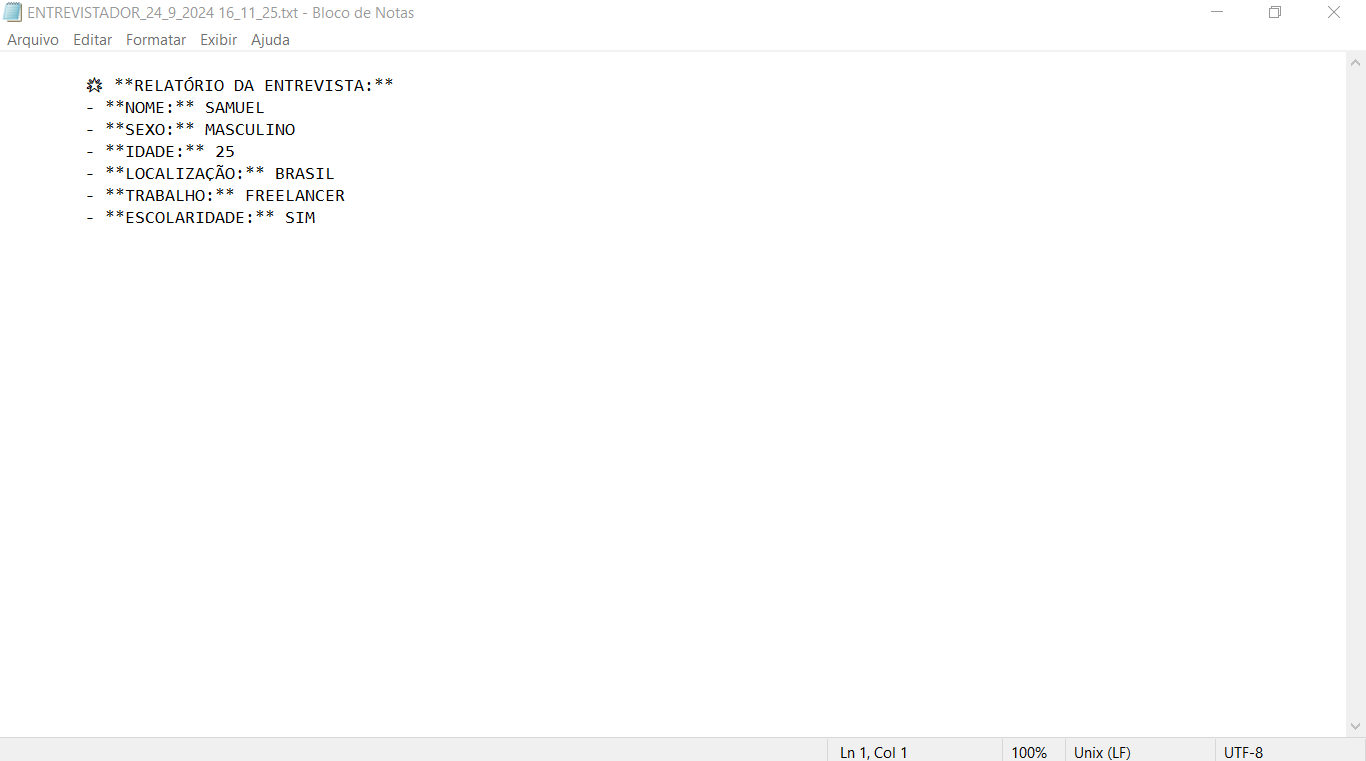 ENTREVISTADOR_24_9_2024 16_11_25.txt - Bloco de Notas
Arquivo Editar Formatar Exibir Ajuda
**RELATÓRIO DA ENTREVISTA:**
- **NOME:** SAMUEL
- **SEXO:** MASCULINO
- **IDADE:** 25
- **LOCALIZAÇÃO:** BRASIL
- **TRABALHO:** FREELANCER
- **ESCOLARIDADE:** SIM
Ln 1, Col 1 100% Unix (LF) UTF-8